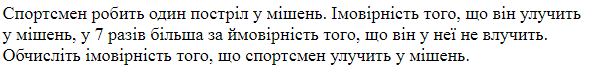 Спортсмен робить один постріл у мішень. Імовірність того, що він улучить
у мішень, у 7 разів більша за ймовірність того, що він у неї не влучить.
Обчисліть імовірність того, що спортсмен улучить у мішень.